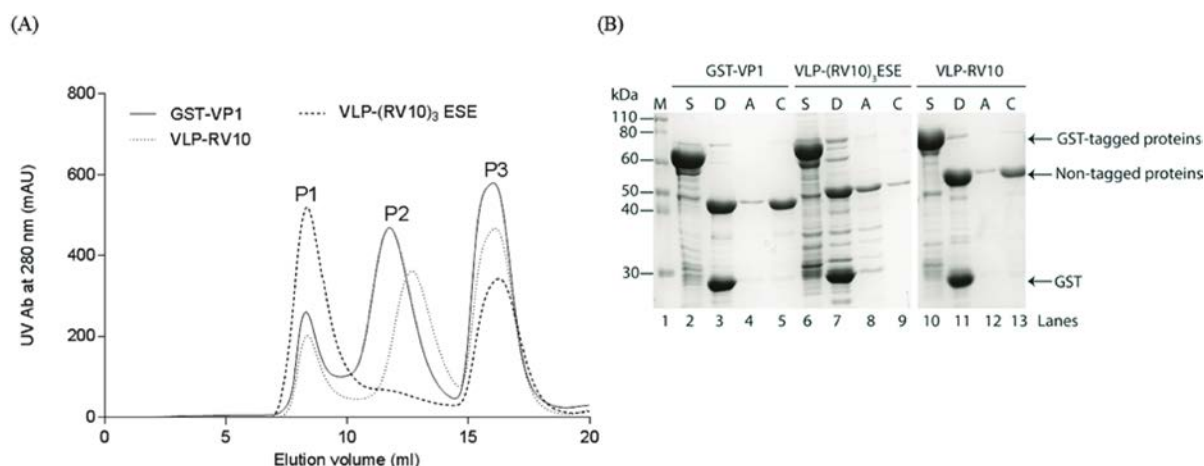 (A)
800
600
400
200
0
UV Ab at 280 nm (mAU)
GST-VP1
VLP-RV10
VLP-(RV10)₃ ESE
P1
P2
P3
0 5 10 15 20
Elution volume (ml)
(B)
GST-VP1 VLP-(RV10)₃ESE VLP-RV10
kDa M S D A C S D A C S D A C
110
80
60
50
40
30
GST-tagged proteins
Non-tagged proteins
GST
1 2 3 4 5 6 7 8 9 10 11 12 13 Lanes